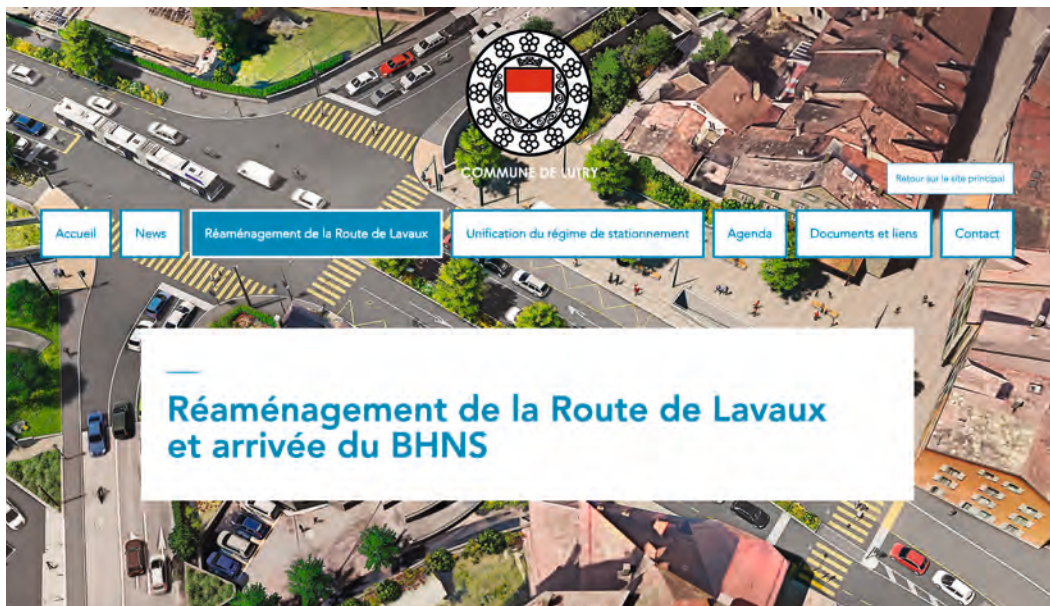 COMMUNE DE LUTRY
Retour sur le site principal
Accueil
News
Réaménagement de la Route de Lavaux
Unification du régime de stationnement
Agenda
Documents et liens
Contact
Réaménagement de la Route de Lavaux
et arrivée du BHNS